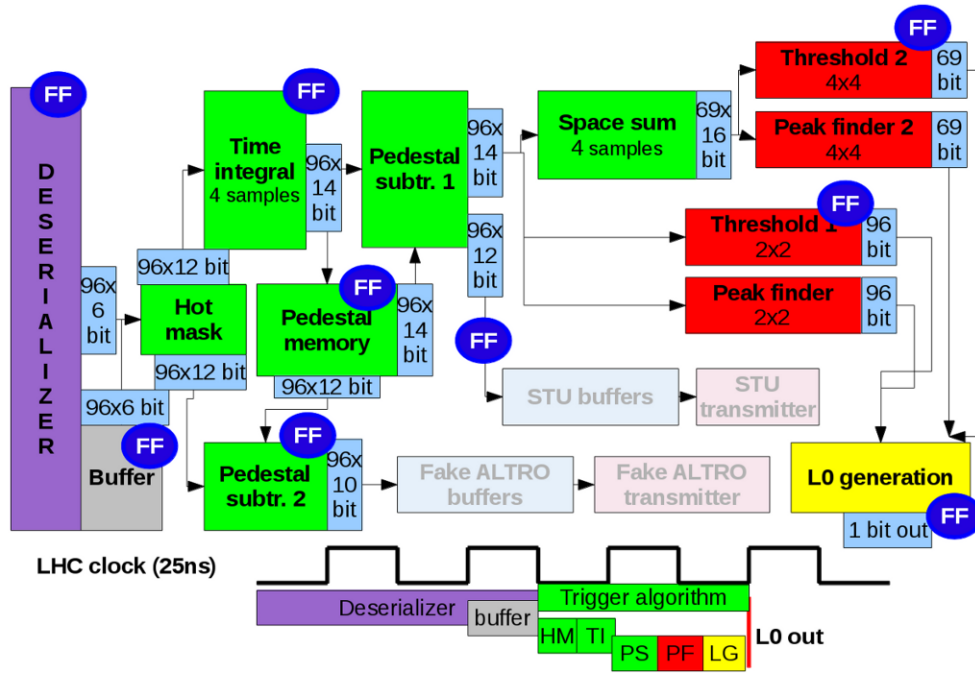 FF
DESERIALIZER
96x
6
bit
96x6 bit
Buffer
FF
96x12 bit
Hot
mask
96x12 bit
FF
Time
integral
4 samples
96x
14
bit
FF
Pedestal
memory
96x
14
bit
96x12 bit
FF
Pedestal
subtr. 2
96x
10
bit
Pedestal
subtr. 1
96x
14
bit
96x
12
bit
FF
Space sum
4 samples
69x
16
bit
FF
Threshold 2
4x4
69
bit
Peak finder 2
4x4
69
bit
FF
Threshold 1
2x2
96
bit
Peak finder
2x2
96
bit
STU buffers
STU
transmitter
Fake ALTRO
buffers
Fake ALTRO
transmitter
L0 generation
FF
1 bit out
LHC clock (25ns)
Deserializer
buffer
Trigger algorithm
HM
TI
PS
PF
LG
L0 out